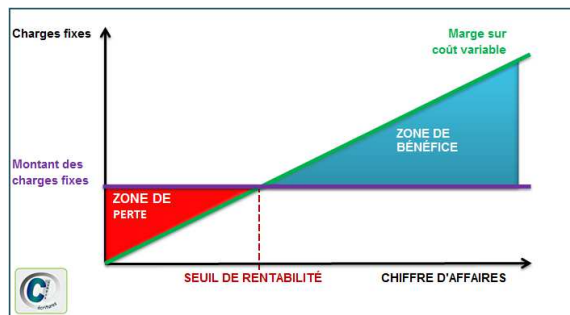 Charges fixes
Marge sur
coût variable
ZONE DE
BÉNÉFICE
Montant des
charges fixes
ZONE DE
PERTE
SEUIL DE RENTABILITÉ
CHIFFRE D'AFFAIRES